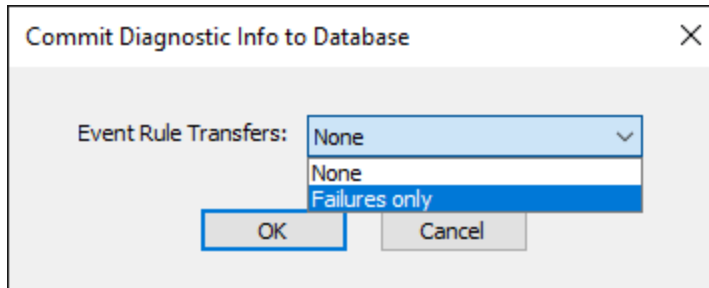 Commit Diagnostic Info to Database
Event Rule Transfers: None
None
Failures only
OK Cancel